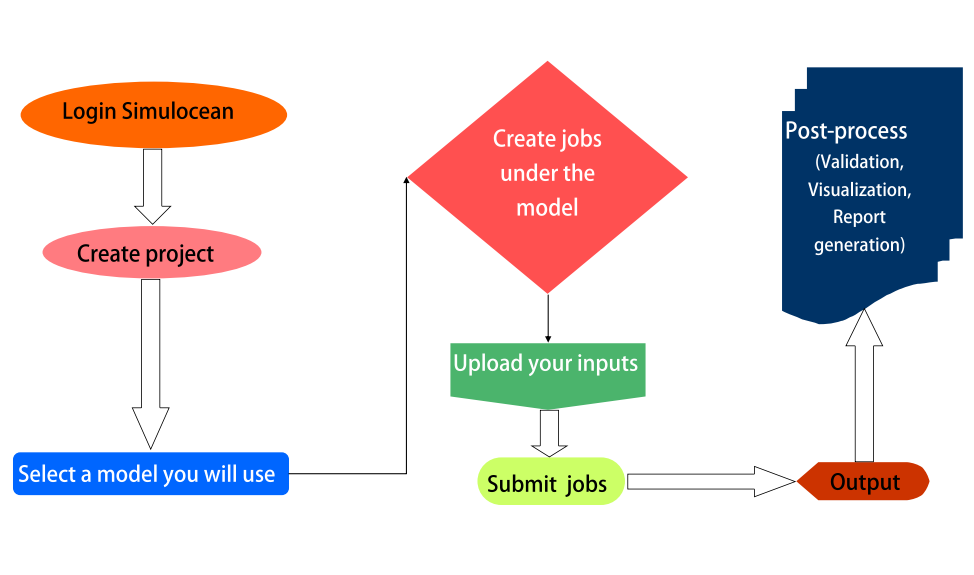 Login Simulocean
Create project
Select a model you will use
Create jobs
under the
model
Upload your inputs
Submit jobs
Output
Post-process
(Validation,
Visualization,
Report
generation)